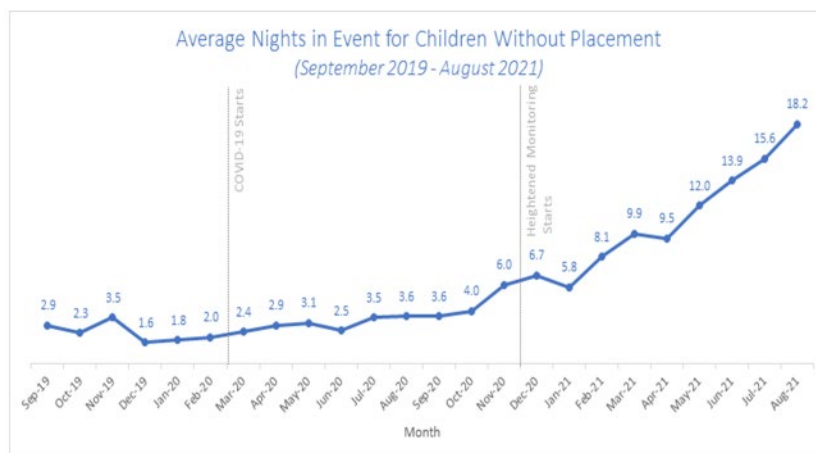 Average Nights in Event for Children Without Placement
(September 2019 - August 2021)
COVID-19 Starts
Heightened Monitoring
Starts
2.9
2.3
3.5
1.6
1.8
2.0
2.4
2.9
3.1
2.5
3.5
3.6
3.6
4.0
6.0
6.7
5.8
8.1
9.9
9.5
12.0
13.9
15.6
18.2
Sep-19
Oct-19
Nov-19
Dec-19
Jan-20
Feb-20
Mar-20
Apr-20
May-20
Jun-20
Jul-20
Aug-20
Sep-20
Oct-20
Nov-20
Dec-20
Jan-21
Feb-21
Mar-21
Apr-21
May-21
Jun-21
Jul-21
Aug-21
Month